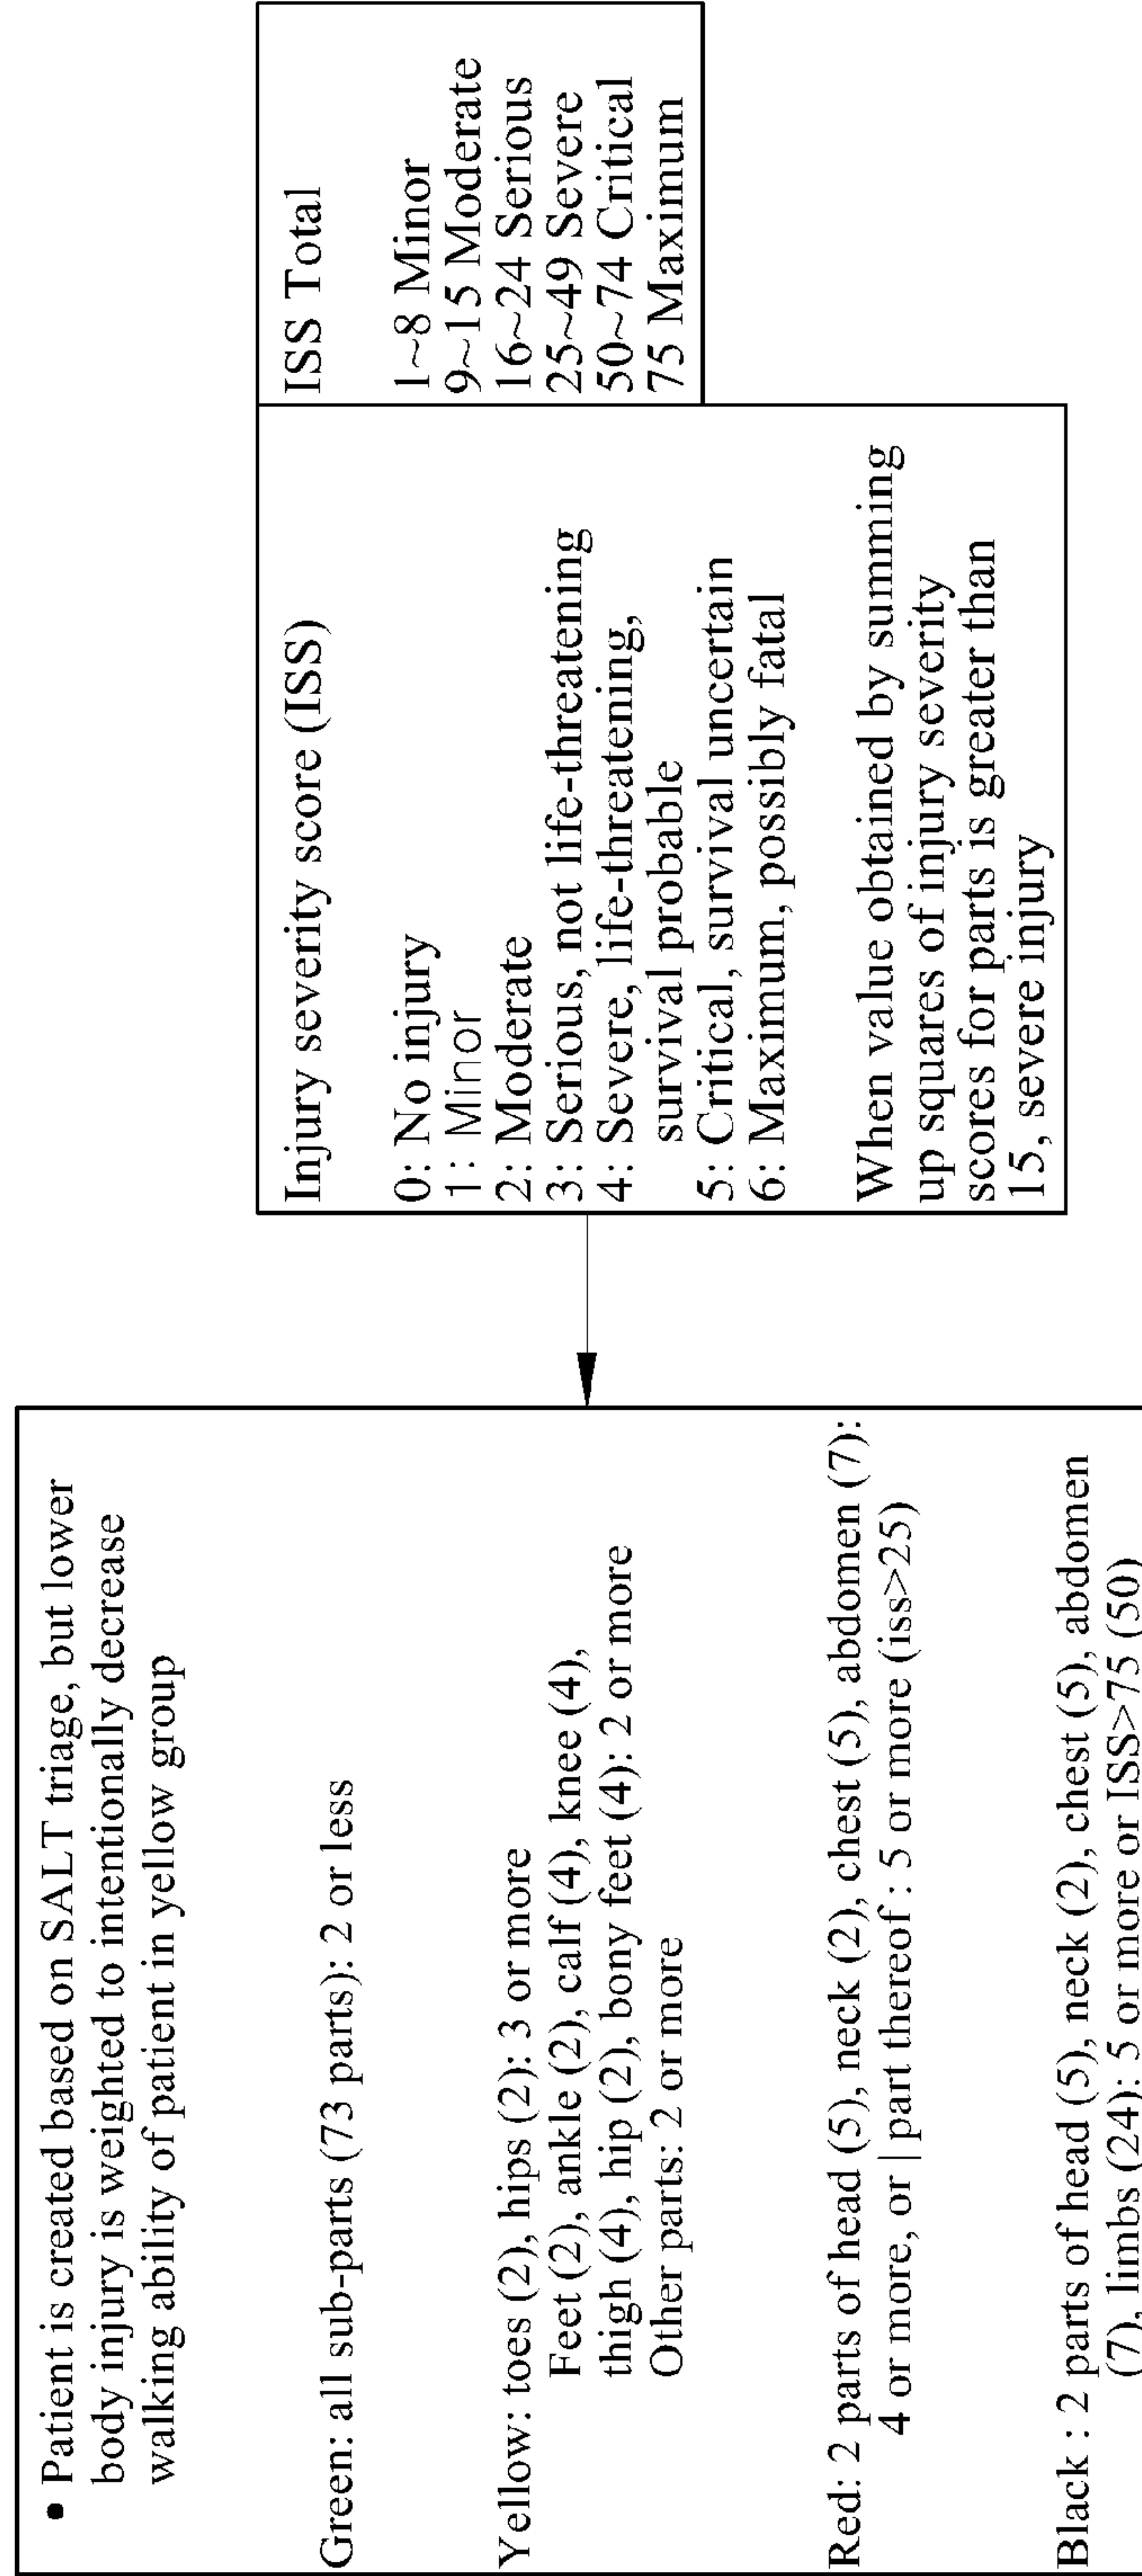 • Patient is created based on SALT triage, but lower
body injury is weighted to intentionally decrease
walking ability of patient in yellow group
Green: all sub-parts (73 parts): 2 or less
Yellow: toes (2), hips (2): 3 or more
Feet (2), ankle (2), calf (4), knee (4),
thigh (4), hip (2), bony feet (4): 2 or more
Other parts: 2 or more
Red: 2 parts of head (5), neck (2), chest (5), abdomen (7):
4 or more, or | part thereof : 5 or more (iss>25)
Black : 2 parts of head (5), neck (2), chest (5), abdomen
(7), limbs (24): 5 or more or ISS>75 (50)
Injury severity score (ISS)
0: No injury
1: Minor
2: Moderate
3: Serious, not life-threatening
4: Severe, life-threatening,
survival probable
5: Critical, survival uncertain
6: Maximum, possibly fatal
When value obtained by summing
up squares of injury severity
scores for parts is greater than
15, severe injury
ISS Total
1~8 Minor
9~15 Moderate
16~24 Serious
25~49 Severe
50~74 Critical
75 Maximum